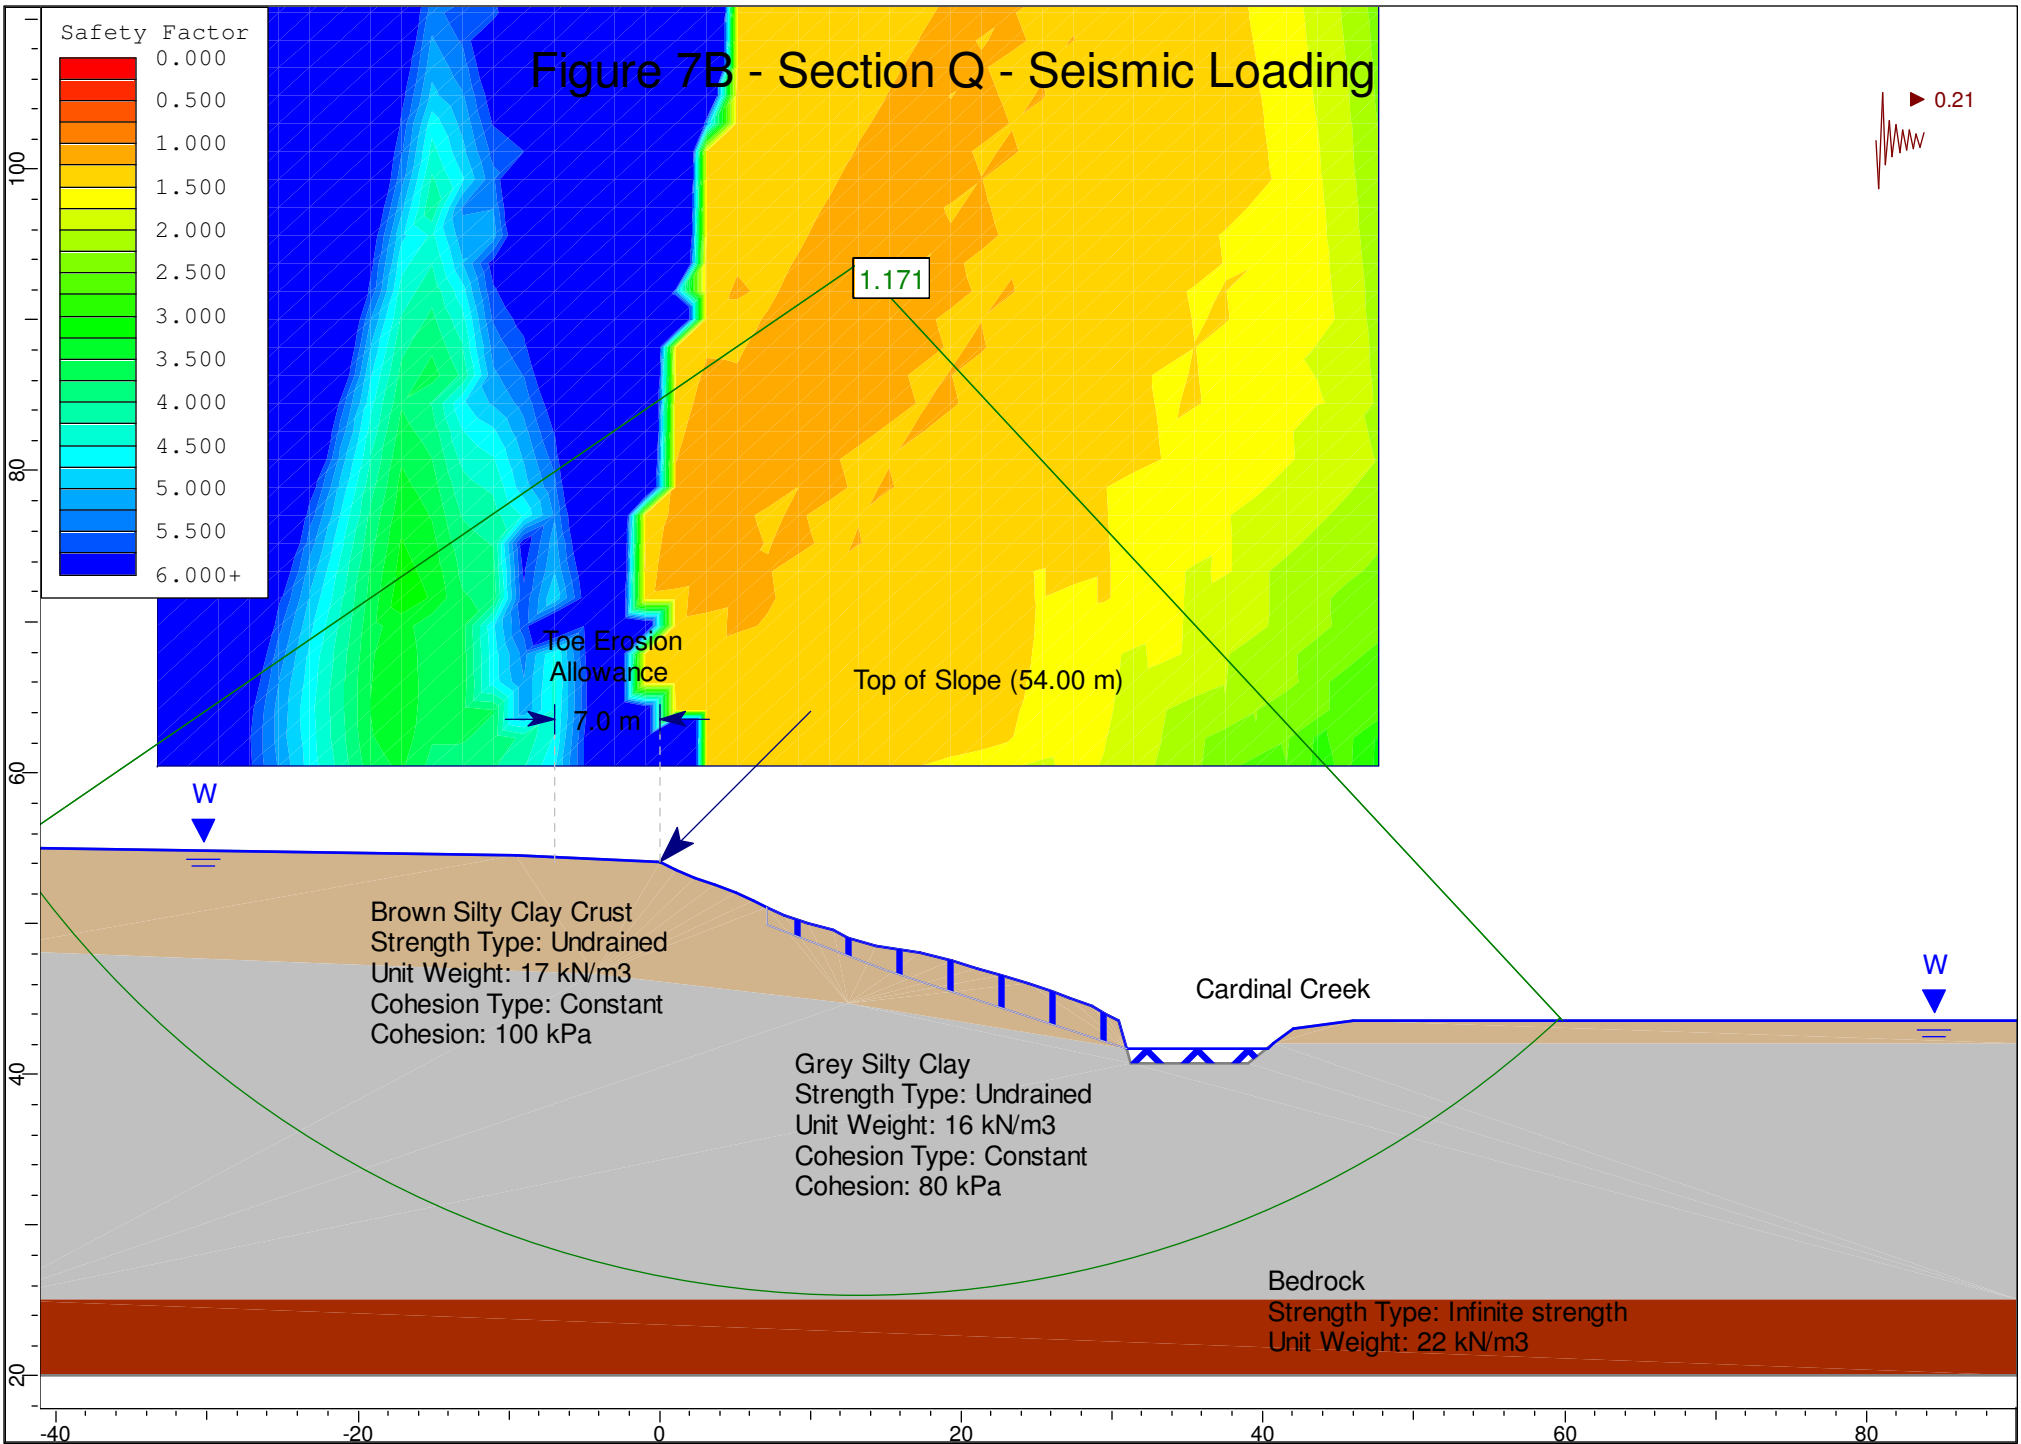 Safety Factor
0.000
0.500
1.000
1.500
2.000
2.500
3.000
3.500
4.000
4.500
5.000
5.500
6.000+
Figure 7B - Section Q - Seismic Loading
0.21
1.171
Toe Erosion
Allowance
7.0 m
Top of Slope (54.00 m)
W
Brown Silty Clay Crust
Strength Type: Undrained
Unit Weight: 17 kN/m3
Cohesion Type: Constant
Cohesion: 100 kPa
Cardinal Creek
W
Grey Silty Clay
Strength Type: Undrained
Unit Weight: 16 kN/m3
Cohesion Type: Constant
Cohesion: 80 kPa
Bedrock
Strength Type: Infinite strength
Unit Weight: 22 kN/m3
100
80
60
40
20
-40
-20
0
20
40
60
80